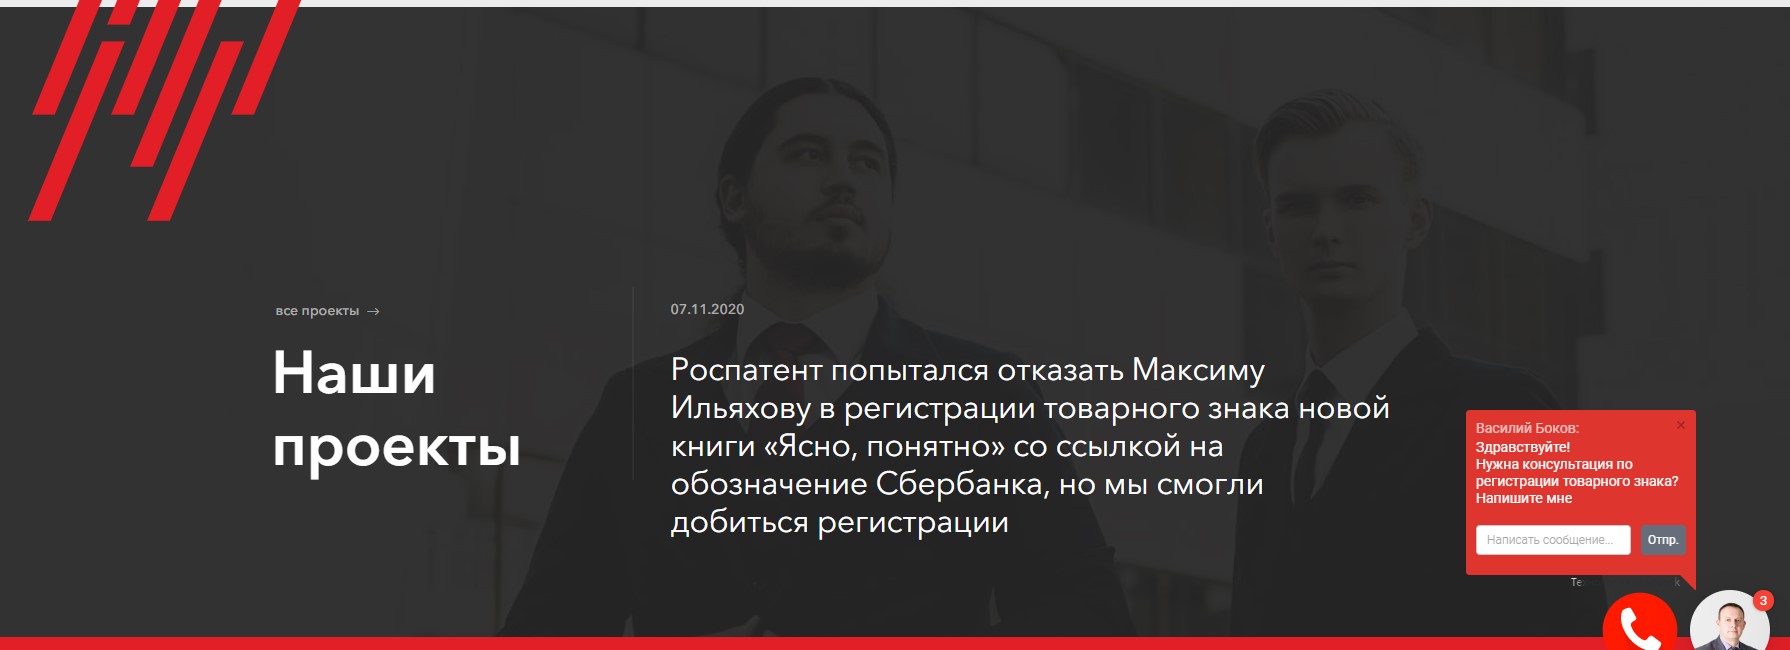 все проекты →
Наши
проекты
07.11.2020
Роспатент попытался отказать Максиму
Ильяхову в регистрации товарного знака новой
книги «Ясно, понятно» со ссылкой на
обозначение Сбербанка, но мы смогли
добиться регистрации
Василий Боков: ×
Здравствуйте!
Нужна консультация по
регистрации товарного знака?
Напишите мне
Написать сообщение... Отпр.
3